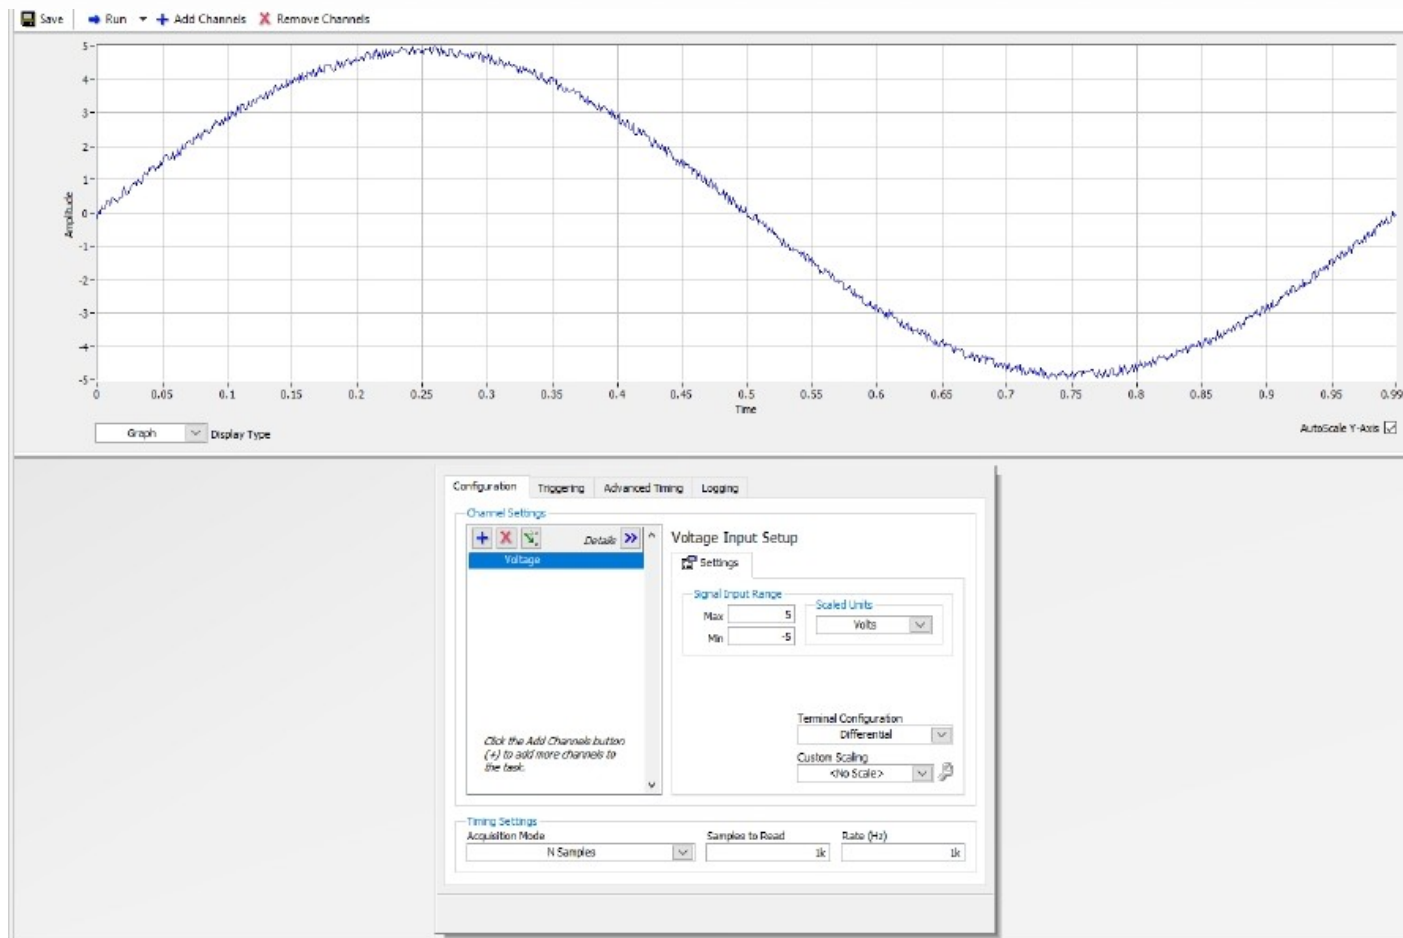 Save Run Add Channels Remove Channels
5
4
3
2
1
0
-1
-2
-3
-4
-5
Amplitude
0 0.05 0.1 0.15 0.2 0.25 0.3 0.35 0.4 0.45 0.5 0.55 0.6 0.65 0.7 0.75 0.8 0.85 0.9 0.95 0.99
Time
Graph Display Type AutoScale Y-Axis
Configuration Triggering Advanced Timing Logging
Channel Settings
Details
Voltage
Click the Add Channels button
(+) to add more channels to
the task.
Voltage Input Setup
Settings
Signal Input Range
Max 5
Min -5
Scaled Units
Volts
Terminal Configuration
Differential
Custom Scaling
<No Scale>
Timing Settings
Acquisition Mode Samples to Read Rate (Hz)
N Samples 1k 1k